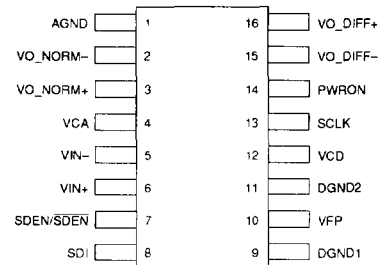 AGND 1 16 VO_DIFF+
VO_NORM− 2 15 VO_DIFF−
VO_NORM+ 3 14 PWRON
VCA 4 13 SCLK
VIN− 5 12 VCD
VIN+ 6 11 DGND2
SDEN/SDEN 7 10 VFP
SDI 8 9 DGND1